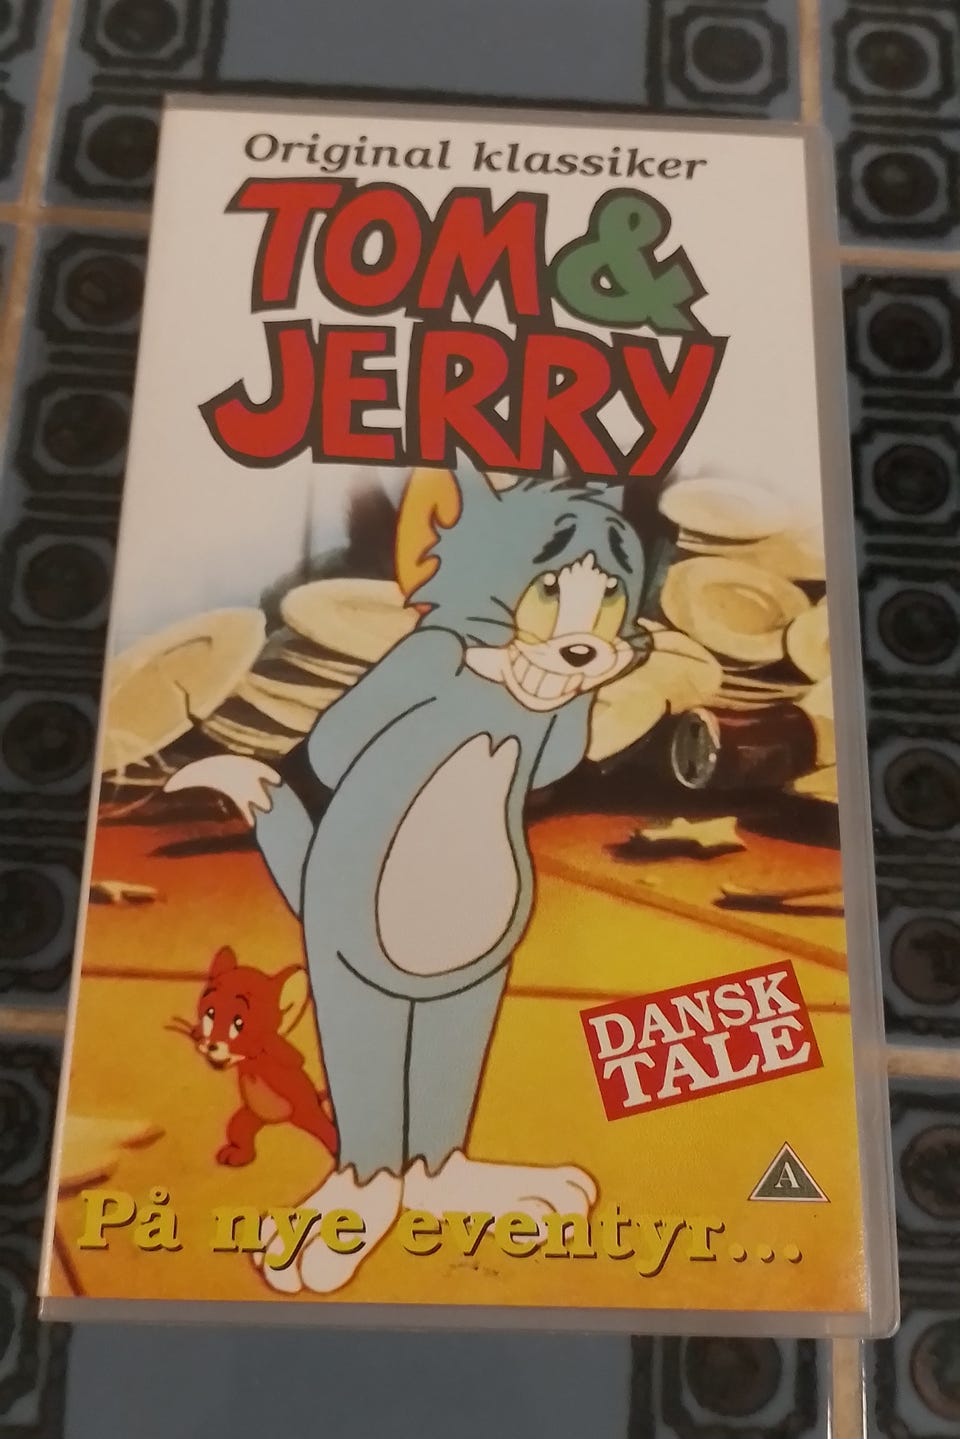 Original klassiker
TOM &
JERRY
DANSK
TALE
A
På nye eventyr...